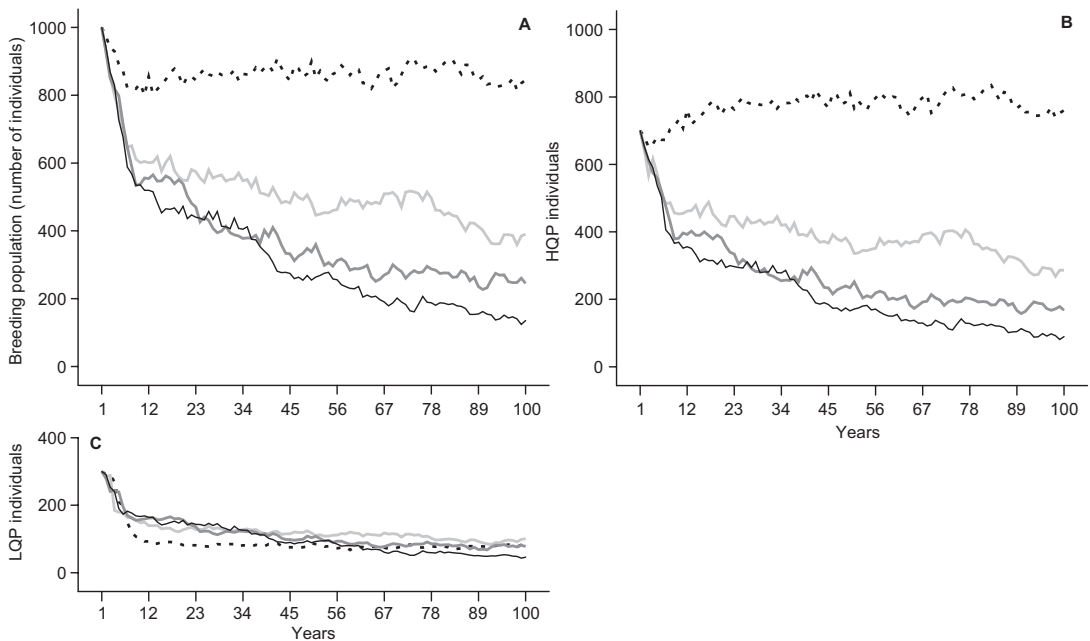 A
Breeding population (number of individuals)
1000
800
600
400
200
0
1 12 23 34 45 56 67 78 89 100
B
HQP individuals
1000
800
600
400
200
0
1 12 23 34 45 56 67 78 89 100
Years
C
LQP individuals
400
200
0
1 12 23 34 45 56 67 78 89 100
Years